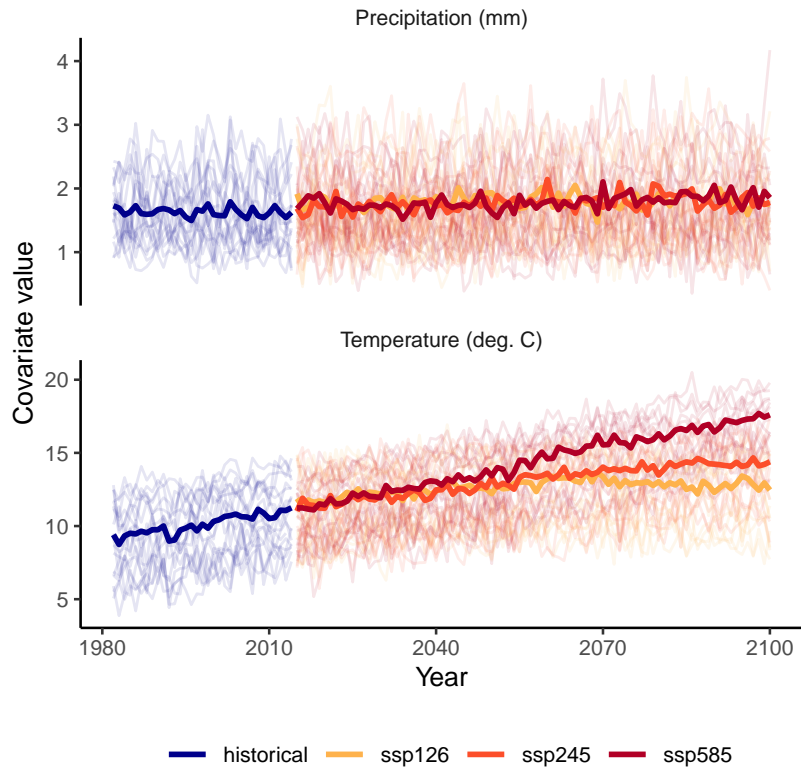 Precipitation (mm)
4
3
2
1
Covariate value
Temperature (deg. C)
20
15
10
5
1980 2010 2040 2070 2100
Year
historical ssp126 ssp245 ssp585